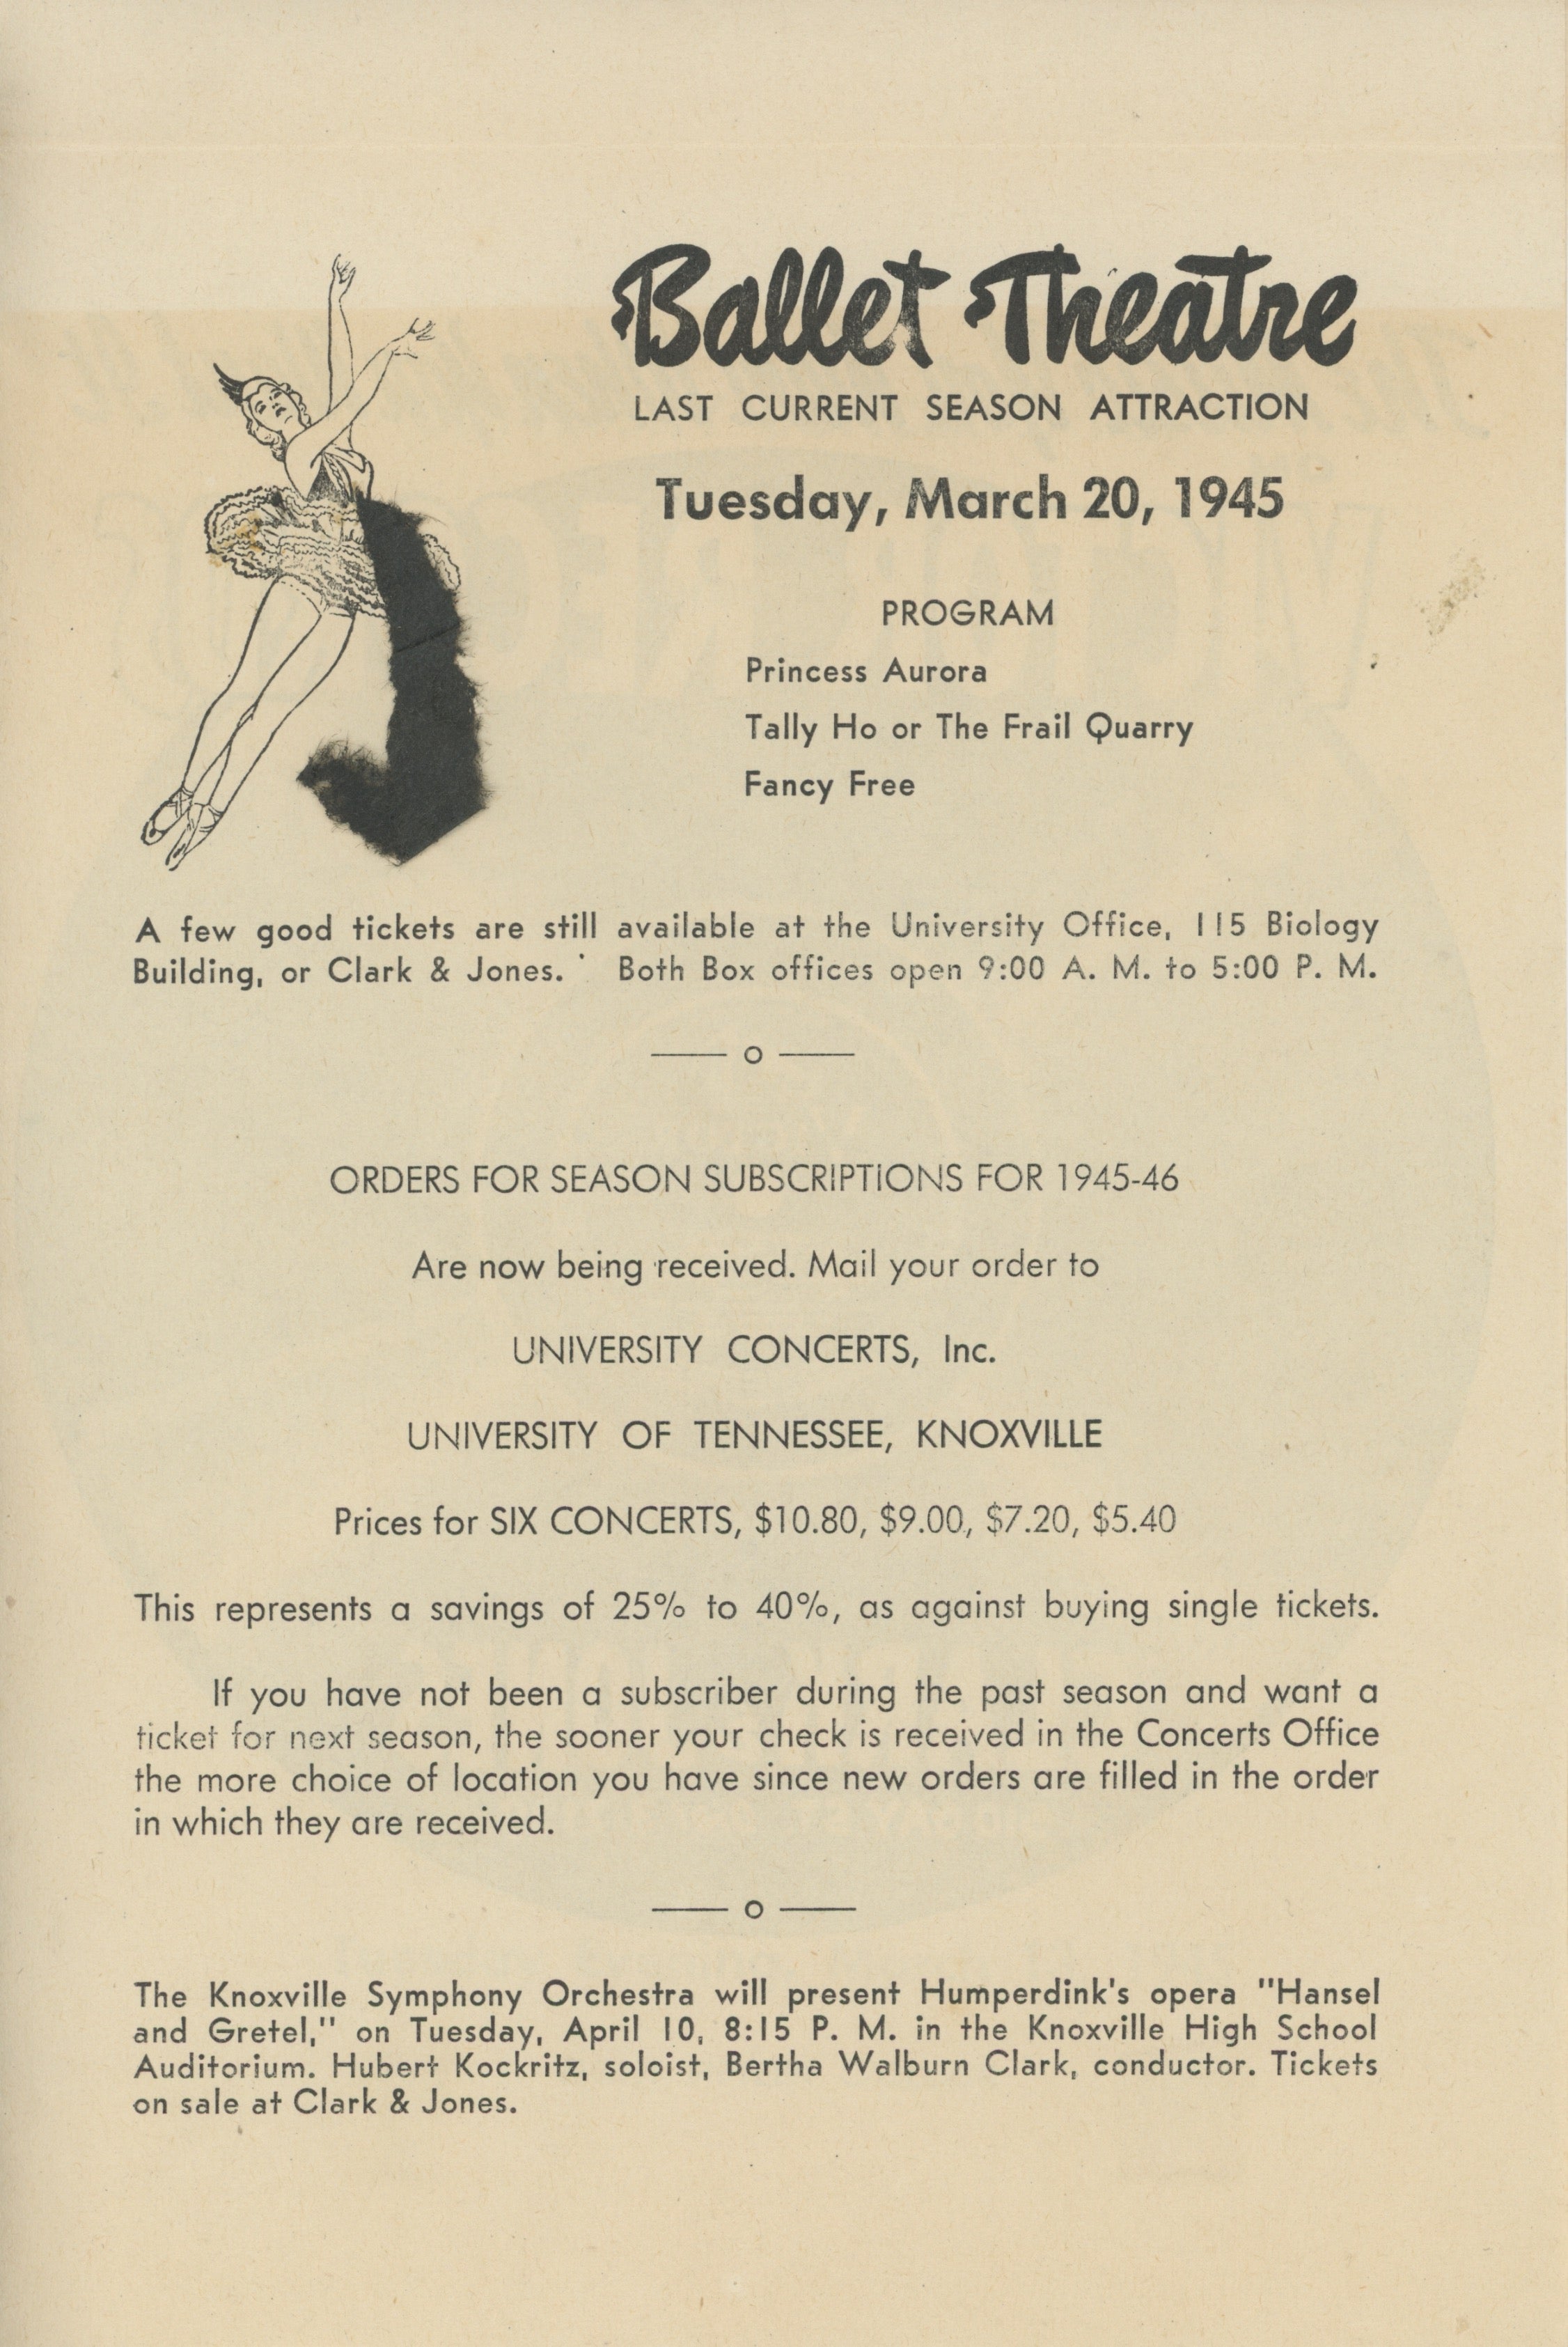 Ballet Theatre
LAST CURRENT SEASON ATTRACTION
Tuesday, March 20, 1945
PROGRAM
Princess Aurora
Tally Ho or The Frail Quarry
Fancy Free
A few good tickets are still available at the University Office, 115 Biology
Building, or Clark & Jones. Both Box offices open 9:00 A. M. to 5:00 P. M.
ORDERS FOR SEASON SUBSCRIPTIONS FOR 1945-46
Are now being received. Mail your order to
UNIVERSITY CONCERTS, Inc.
UNIVERSITY OF TENNESSEE, KNOXVILLE
Prices for SIX CONCERTS, $10.80, $9.00, $7.20, $5.40
This represents a savings of 25% to 40%, as against buying single tickets.
If you have not been a subscriber during the past season and want a
ticket for next season, the sooner your check is received in the Concerts Office
the more choice of location you have since new orders are filled in the order
in which they are received.
The Knoxville Symphony Orchestra will present Humperdink's opera "Hansel
and Gretel," on Tuesday, April 10, 8:15 P. M. in the Knoxville High School
Auditorium. Hubert Kockritz, soloist, Bertha Walburn Clark, conductor. Tickets
on sale at Clark & Jones.